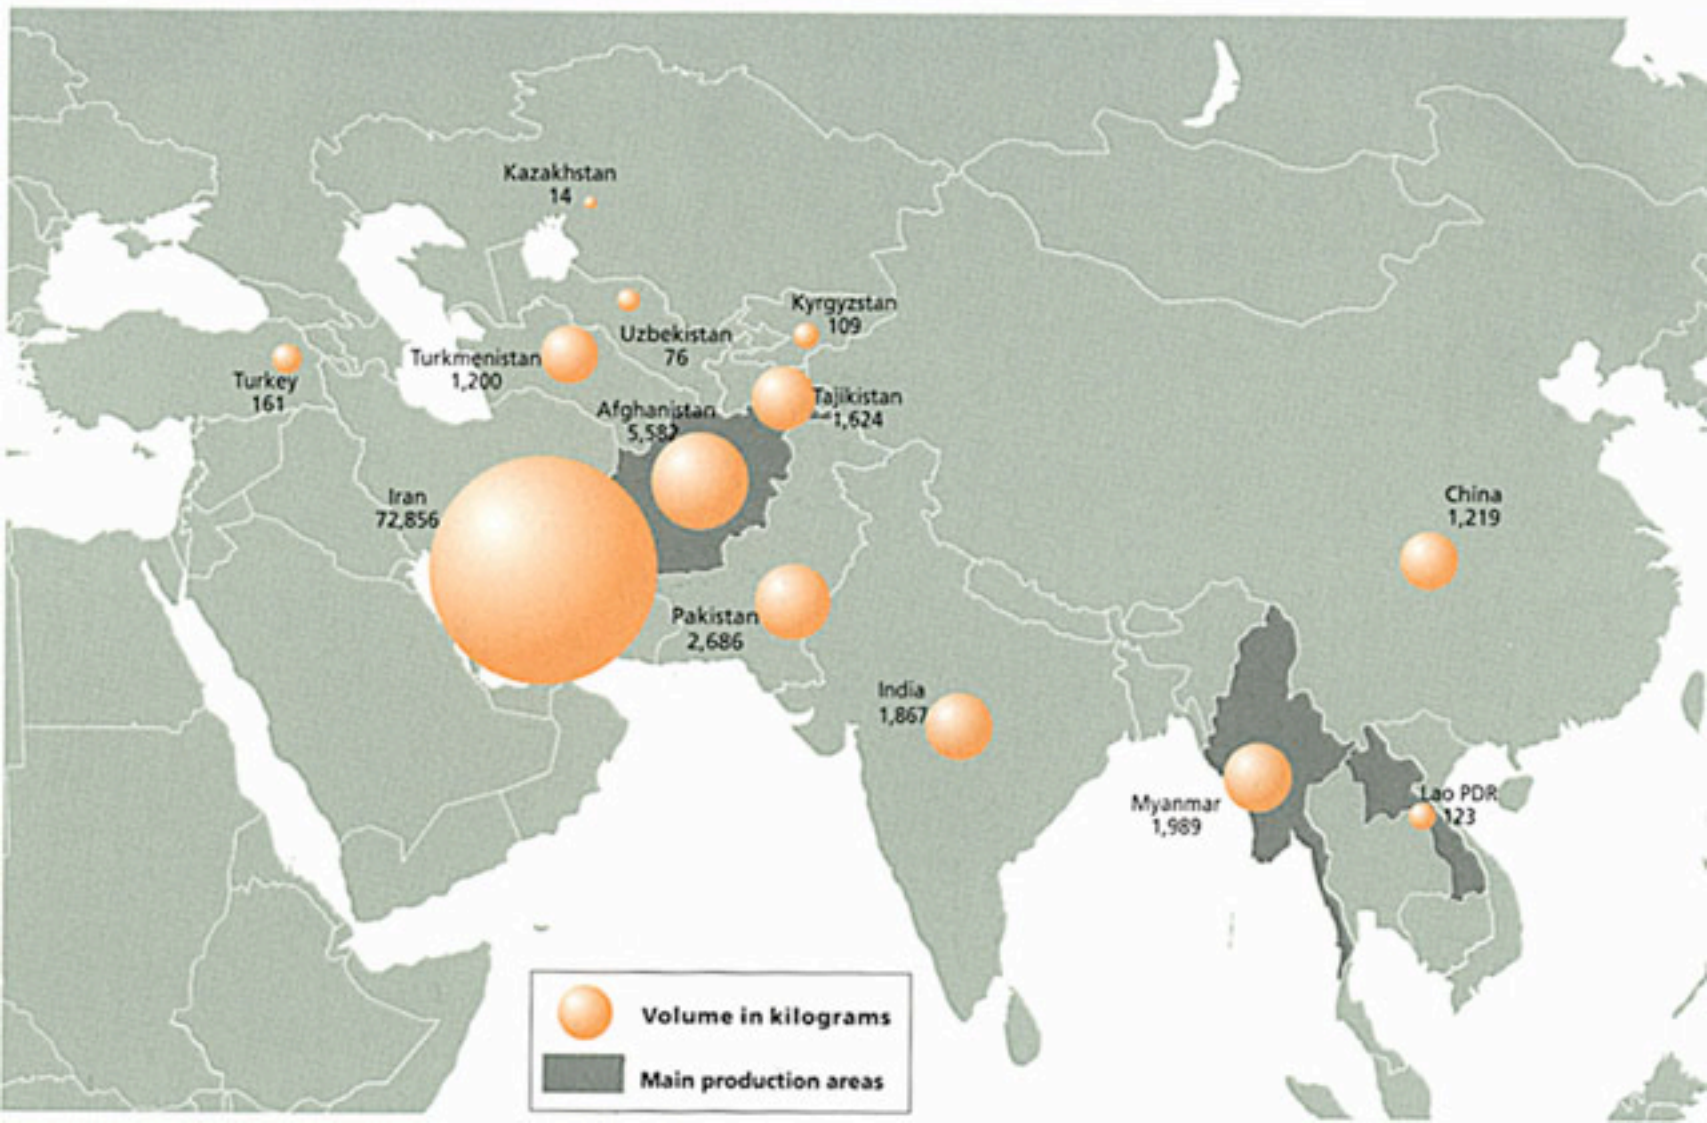 Kazakhstan
14
Kyrgyzstan
109
Uzbekistan
76
Turkmenistan
1,200
Turkey
161
Tajikistan
1,624
Afghanistan
5,582
Iran
72,856
China
1,219
Pakistan
2,686
India
1,867
Myanmar
1,989
Lao PDR
123
Volume in kilograms
Main production areas